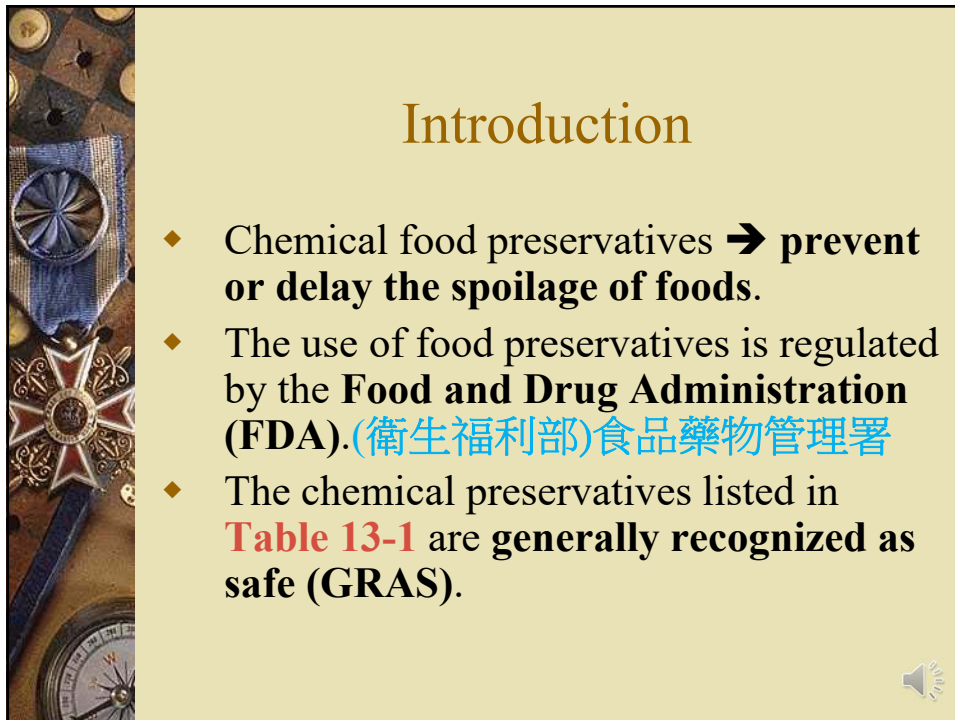 Introduction
◆ Chemical food preservatives ➔ prevent
or delay the spoilage of foods.
◆ The use of food preservatives is regulated
by the Food and Drug Administration
(FDA).(衛生福利部)食品藥物管理署
◆ The chemical preservatives listed in
Table 13-1 are generally recognized as
safe (GRAS).